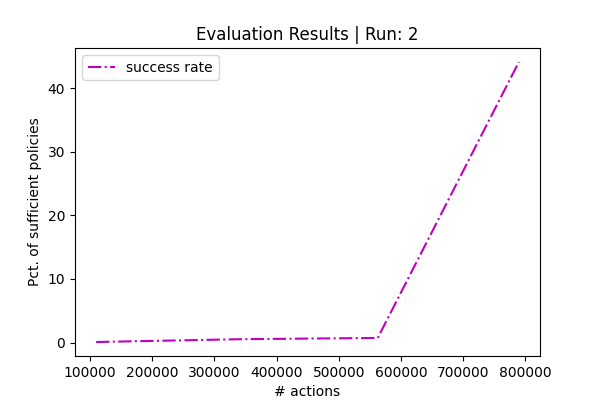 Evaluation Results | Run: 2
success rate
Pct. of sufficient policies
40
30
20
10
0
100000 200000 300000 400000 500000 600000 700000 800000
# actions